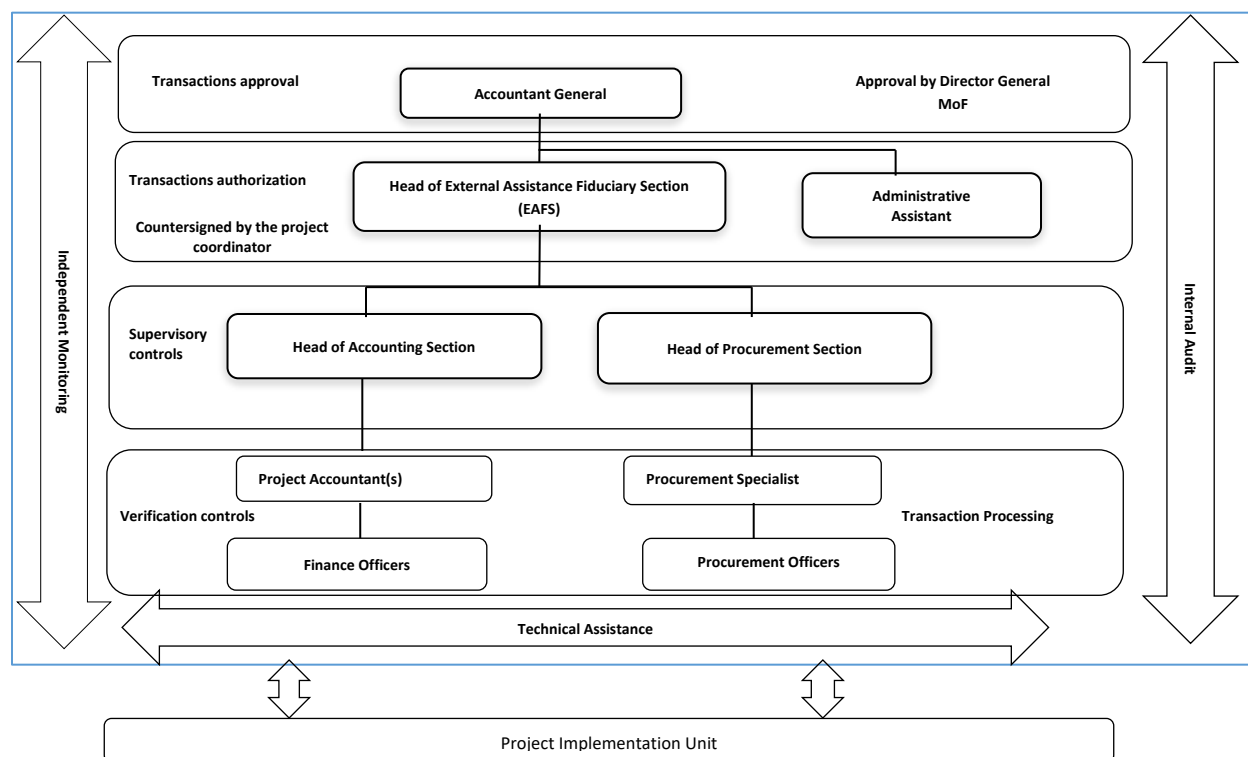 Transactions approval
Accountant General
Approval by Director General
MoF
Transactions authorization
Countersigned by the project
coordinator
Head of External Assistance Fiduciary Section
(EAFS)
Administrative
Assistant
Independent Monitoring
Internal Audit
Supervisory
controls
Head of Accounting Section
Head of Procurement Section
Project Accountant(s)
Procurement Specialist
Verification controls
Transaction Processing
Finance Officers
Procurement Officers
Technical Assistance
Project Implementation Unit